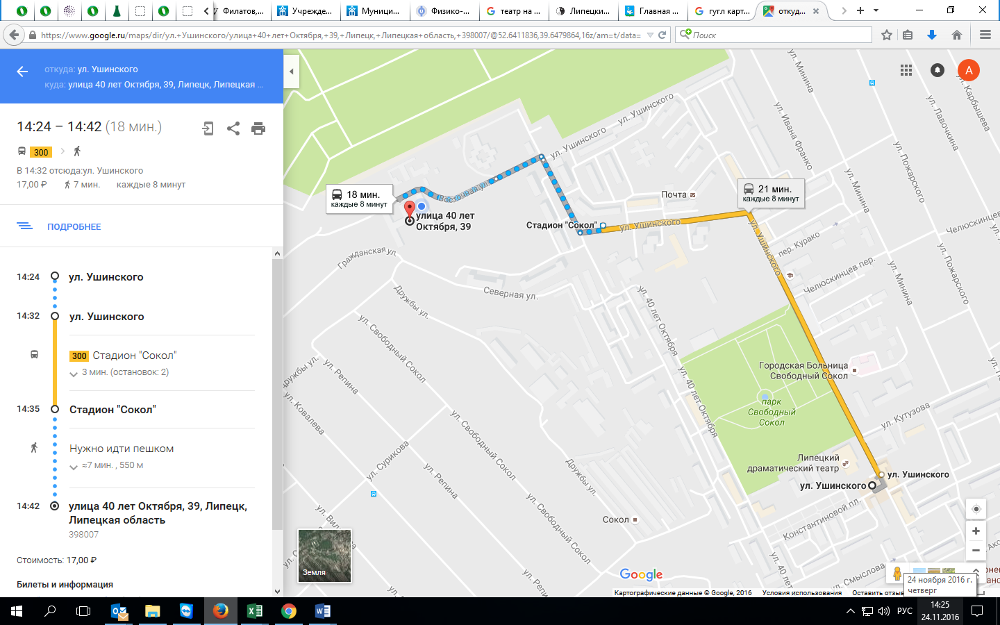 Филатов,...
Учрежде...
Муници...
Физико-...
театр на ...
Липецки...
Главная ...
гугл карт...
откуд...
https://www.google.ru/maps/dir/ул.+Ушинского/улица+40+лет+Октября,+39,+Липецк,+Липецкая+область,+398007/@52.6411836,39.6479864,16z/am=t/data=
Поиск
откуда: ул. Ушинского
куда: улица 40 лет Октября, 39, Липецк, Липецкая ...
14:24 – 14:42 (18 мин.)
300
В 14:32 отсюда:ул. Ушинского
17,00 ₽ 7 мин. каждые 8 минут
ПОДРОБНЕЕ
14:24 ул. Ушинского
14:32 ул. Ушинского
300 Стадион "Сокол"
3 мин. (остановок: 2)
14:35 Стадион "Сокол"
Нужно идти пешком
≈7 мин. , 550 м
14:42 улица 40 лет Октября, 39, Липецк,
Липецкая область
398007
Стоимость: 17,00 ₽
Билеты и информация
A
ул. Ушинского
ул. Ушинского
ул. Минина
ул. Ивана Франко
ул. Лавочкина
ул. Карбышева
ул. Пожарского
ул. Минина
18 мин.
каждые 8 минут
Восточная ул.
улица 40 лет
Октября, 39
Почта
21 мин.
каждые 8 минут
Стадион "Сокол"
ул. Ушинского
ул. Ушинского
пер. Курако
Челюскинцев
Челюскинцев пер.
ул. Минина
ул. Пожарского
Гражданская ул.
Дружбы ул.
Северная ул.
ул. 40 лет Октября
ул. Свободный Сокол
Дружбы ул.
ул. Репина
ул. Ковалева
ул. 40 лет Октября
Городская Больница
Свободный Сокол
парк
Свободный
Сокол
ул. Кутузова
ул. Свободный Сокол
ул. Сурикова
ул. Репина
Дружбы ул.
Липецкий
драматический театр
ул. Ушинского
ул. Ушинского
Сокол
ул. Свободный Сокол
Константиновой пл.
ул. 40 ле
ул. Смыслова
ул. Репи
Земля
Google
24 ноября 2016 г.
четверг
Картографические данные © Google, 2016 Условия использования Оставить отзыв
РУС
14:25
24.11.2016